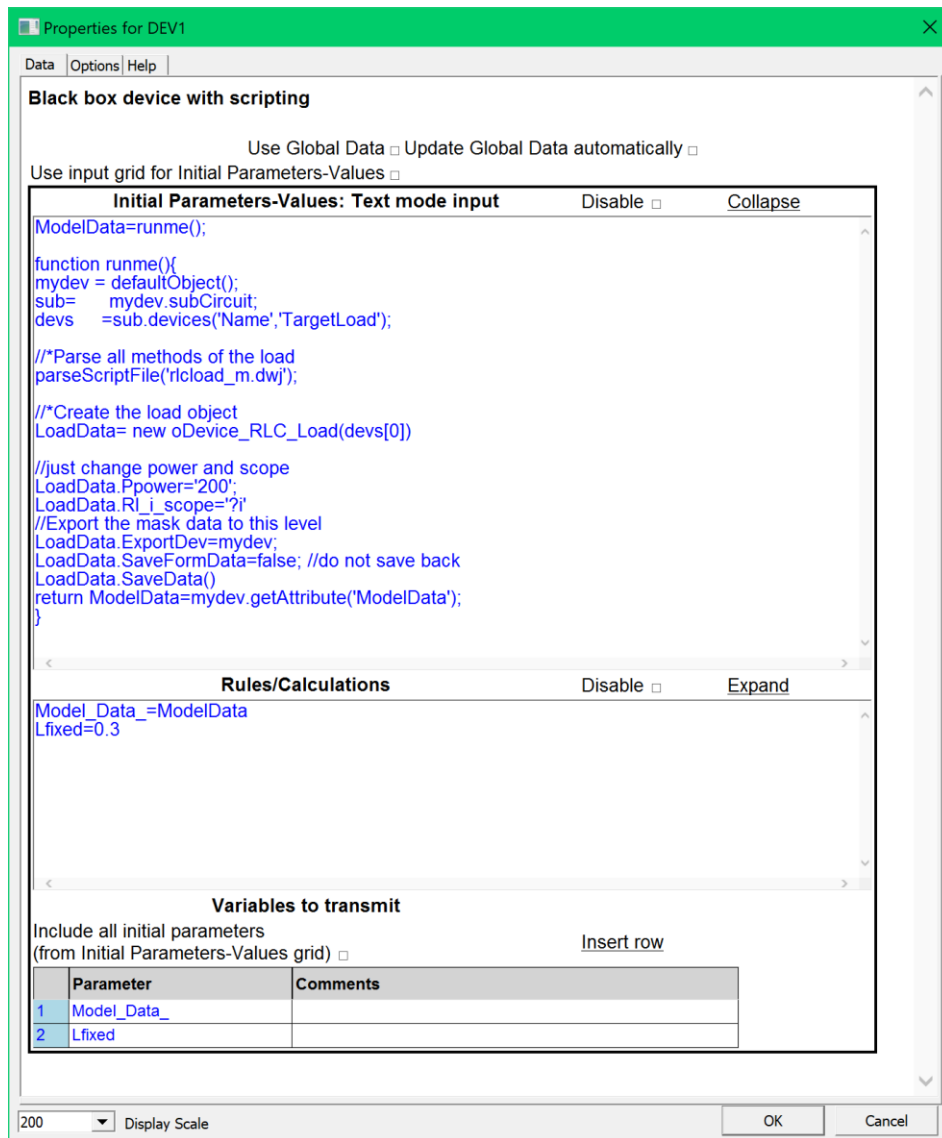 Properties for DEV1
Data Options Help
Black box device with scripting
Use Global Data Update Global Data automatically
Use input grid for Initial Parameters-Values
Initial Parameters-Values: Text mode input Disable Collapse
ModelData=runme();
function runme(){
mydev = defaultObject();
sub= mydev.subCircuit;
devs =sub.devices('Name','TargetLoad');
//*Parse all methods of the load
parseScriptFile('rlcload_m.dwj');
//*Create the load object
LoadData= new oDevice_RLC_Load(devs[0])
//just change power and scope
LoadData.Ppower='200';
LoadData.Rl_i_scope='?i'
//Export the mask data to this level
LoadData.ExportDev=mydev;
LoadData.SaveFormData=false; //do not save back
LoadData.SaveData()
return ModelData=mydev.getAttribute('ModelData');
}
Rules/Calculations Disable Expand
Model_Data_=ModelData
Lfixed=0.3
Variables to transmit
Include all initial parameters
(from Initial Parameters-Values grid) Insert row
Parameter Comments
1 Model_Data_
2 Lfixed
200 Display Scale OK Cancel